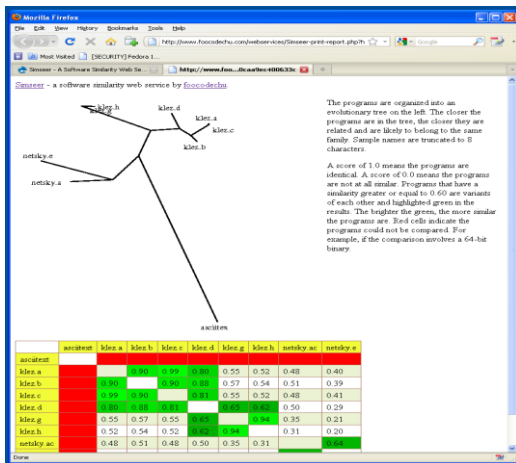 Mozilla Firefox
File Edit View History Bookmarks Tools Help
http://www.foocodechu.com/webservices/Simseer-print-report.php?h
Google
Most Visited [SECURITY] Fedora 1...
Simseer - A Software Similarity Web Se...
http://www.foo...0caa9ec400633c
Simseer - a software similarity web service by foocodechu.
klez.h
klez.g
klez.d
klez.a
klez.c
klez.b
netsky.e
netsky.a
asciitex
The programs are organized into an
evolutionary tree on the left. The closer the
programs are in the tree, the closer they are
related and are likely to belong to the same
family. Sample names are truncated to 8
characters.
A score of 1.0 means the programs are
identical. A score of 0.0 means the programs
are not at all similar. Programs that have a
similarity greater or equal to 0.60 are variants
of each other and highlighted green in the
results. The brighter the green, the more similar
the programs are. Red cells indicate the
programs could not be compared. For
example, if the comparison involves a 64-bit
binary.
asciitext klez.a klez.b klez.c klez.d klez.g klez.h netsky.ac netsky.e
asciitext
klez.a 0.90 0.99 0.80 0.55 0.52 0.48 0.40
klez.b 0.90 0.90 0.88 0.57 0.54 0.51 0.39
klez.c 0.99 0.90 0.81 0.55 0.52 0.48 0.41
klez.d 0.80 0.88 0.81 0.65 0.62 0.50 0.29
klez.g 0.55 0.57 0.55 0.65 0.94 0.35 0.21
klez.h 0.52 0.54 0.52 0.62 0.94 0.31 0.20
netsky.ac 0.48 0.51 0.48 0.50 0.35 0.31 0.64
Done